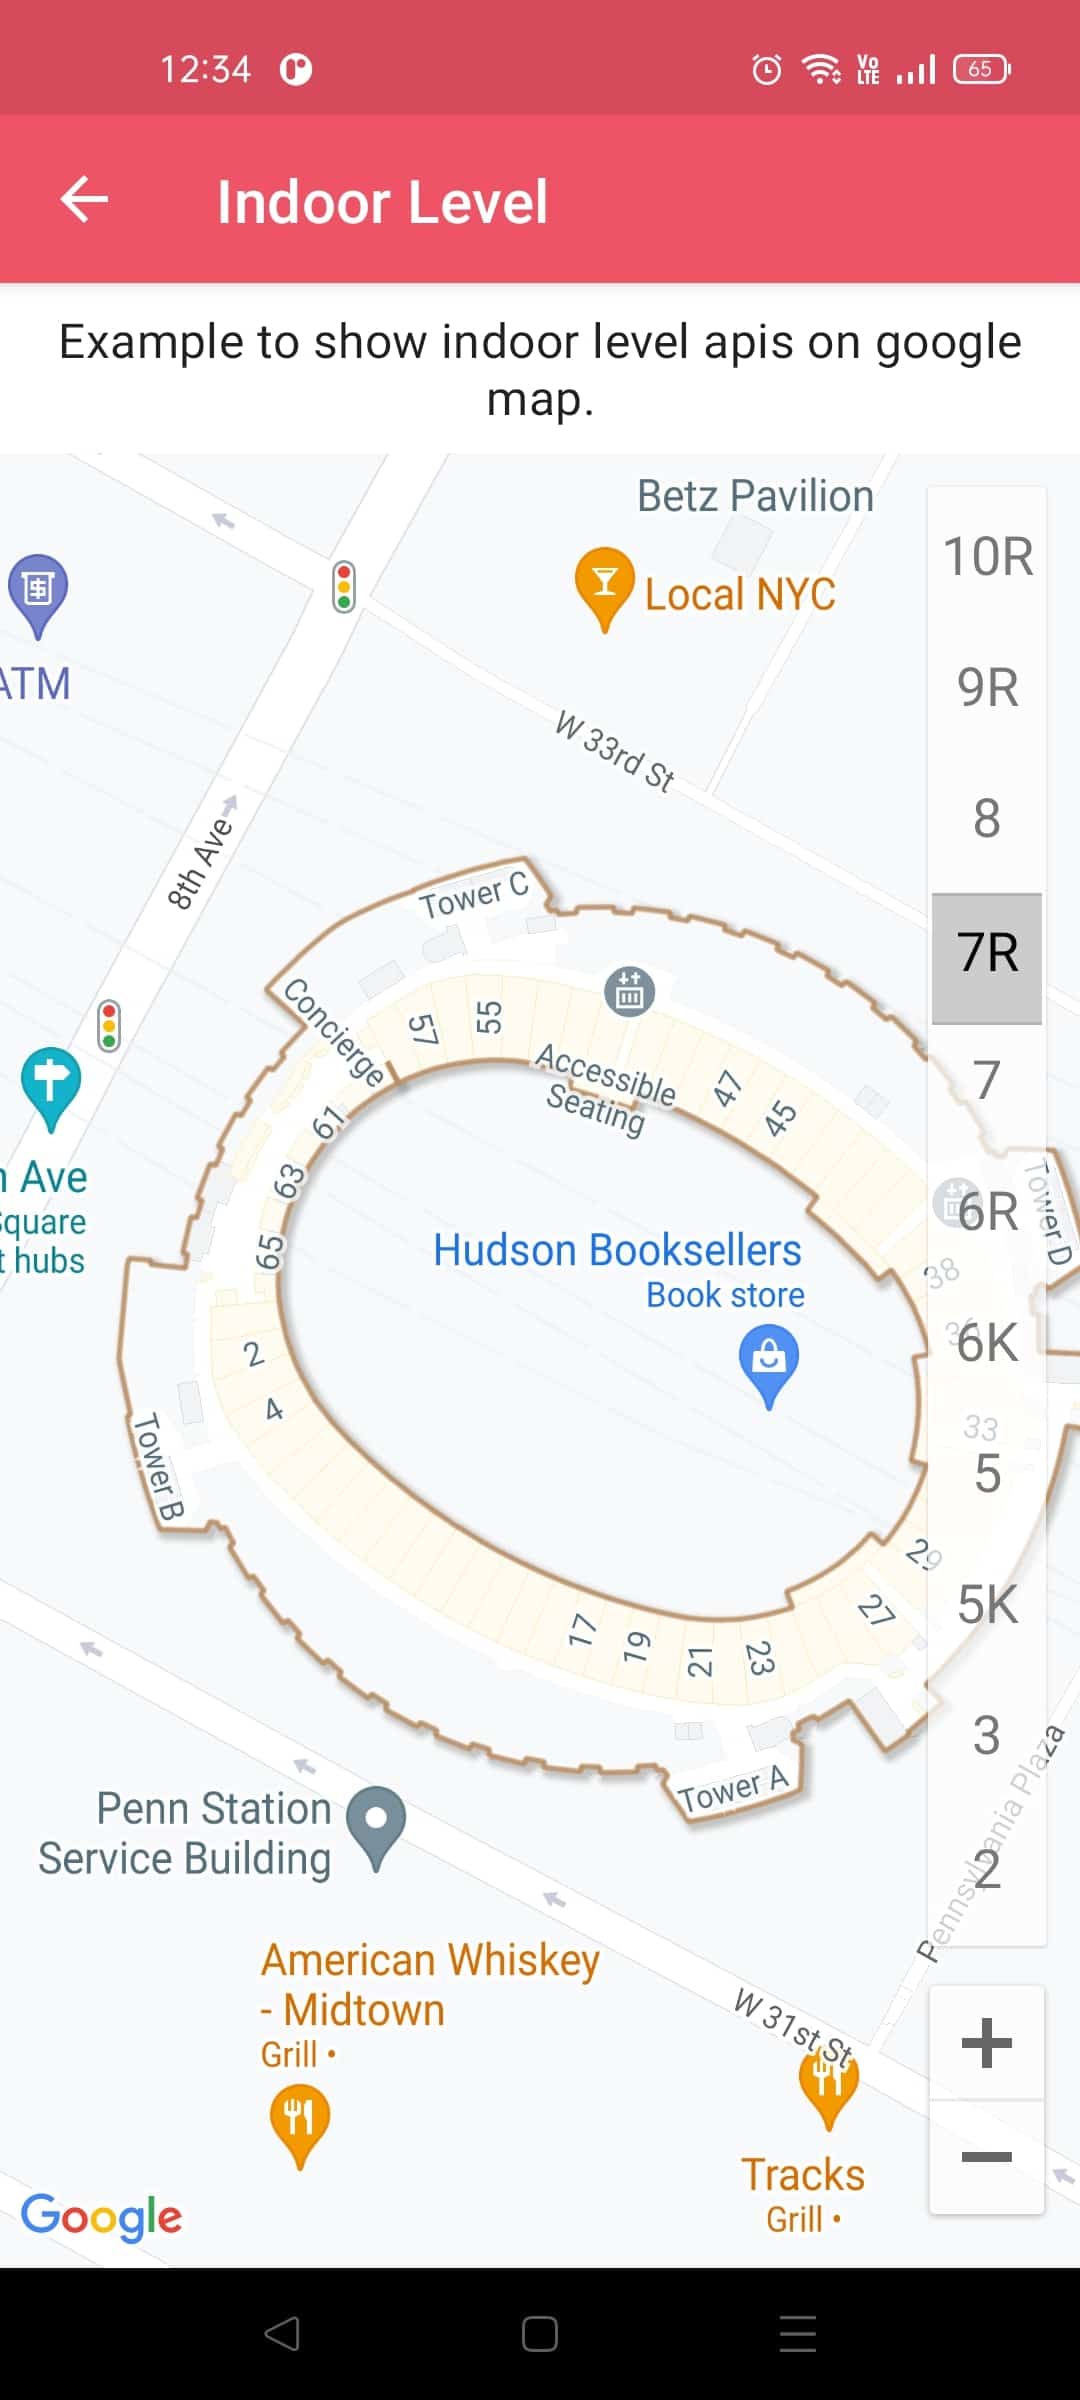 12:34
Vo
LTE
65
Indoor Level
Example to show indoor level apis on google
map.
Betz Pavilion
Local NYC
ATM
W 33rd St
8th Ave
10R
9R
8
7R
7
6R
6K
5
5K
3
2
Tower C
Concierge
57
55
Accessible
Seating
47
45
61
63
65
Tower D
38
Ave
Square
t hubs
Hudson Booksellers
Book store
2
4
33
Tower B
29
27
17
19
21
23
Tower A
Penn Station
Service Building
Pennsylvania Plaza
American Whiskey
- Midtown
Grill •
W 31st St
Tracks
Grill •
Google